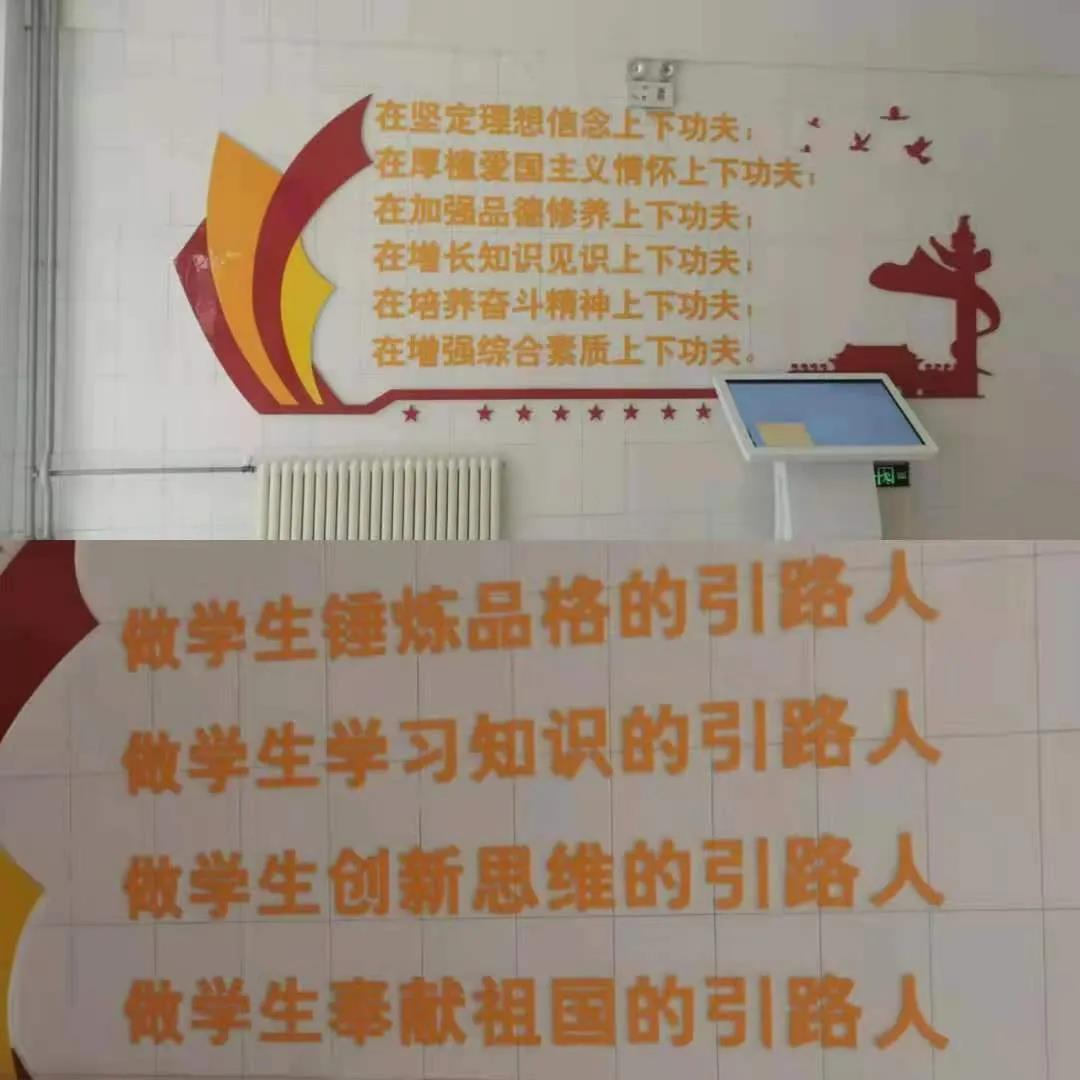 在坚定理想信念上下功夫；
在厚植爱国主义情怀上下功夫；
在加强品德修养上下功夫；
在增长知识见识上下功夫；
在培养奋斗精神上下功夫；
在增强综合素质上下功夫。
做学生锤炼品格的引路人
做学生学习知识的引路人
做学生创新思维的引路人
做学生奉献祖国的引路人